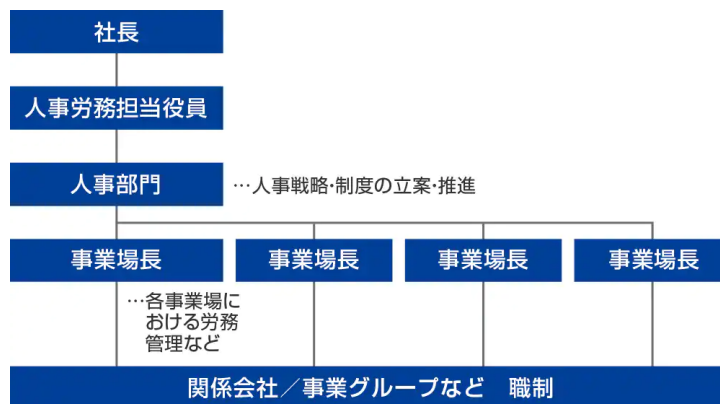 社長
人事労務担当役員
人事部門
…人事戦略・制度の立案・推進
事業場長
事業場長
事業場長
事業場長
…各事業場に
おける労務
管理など
関係会社／事業グループなど　職制